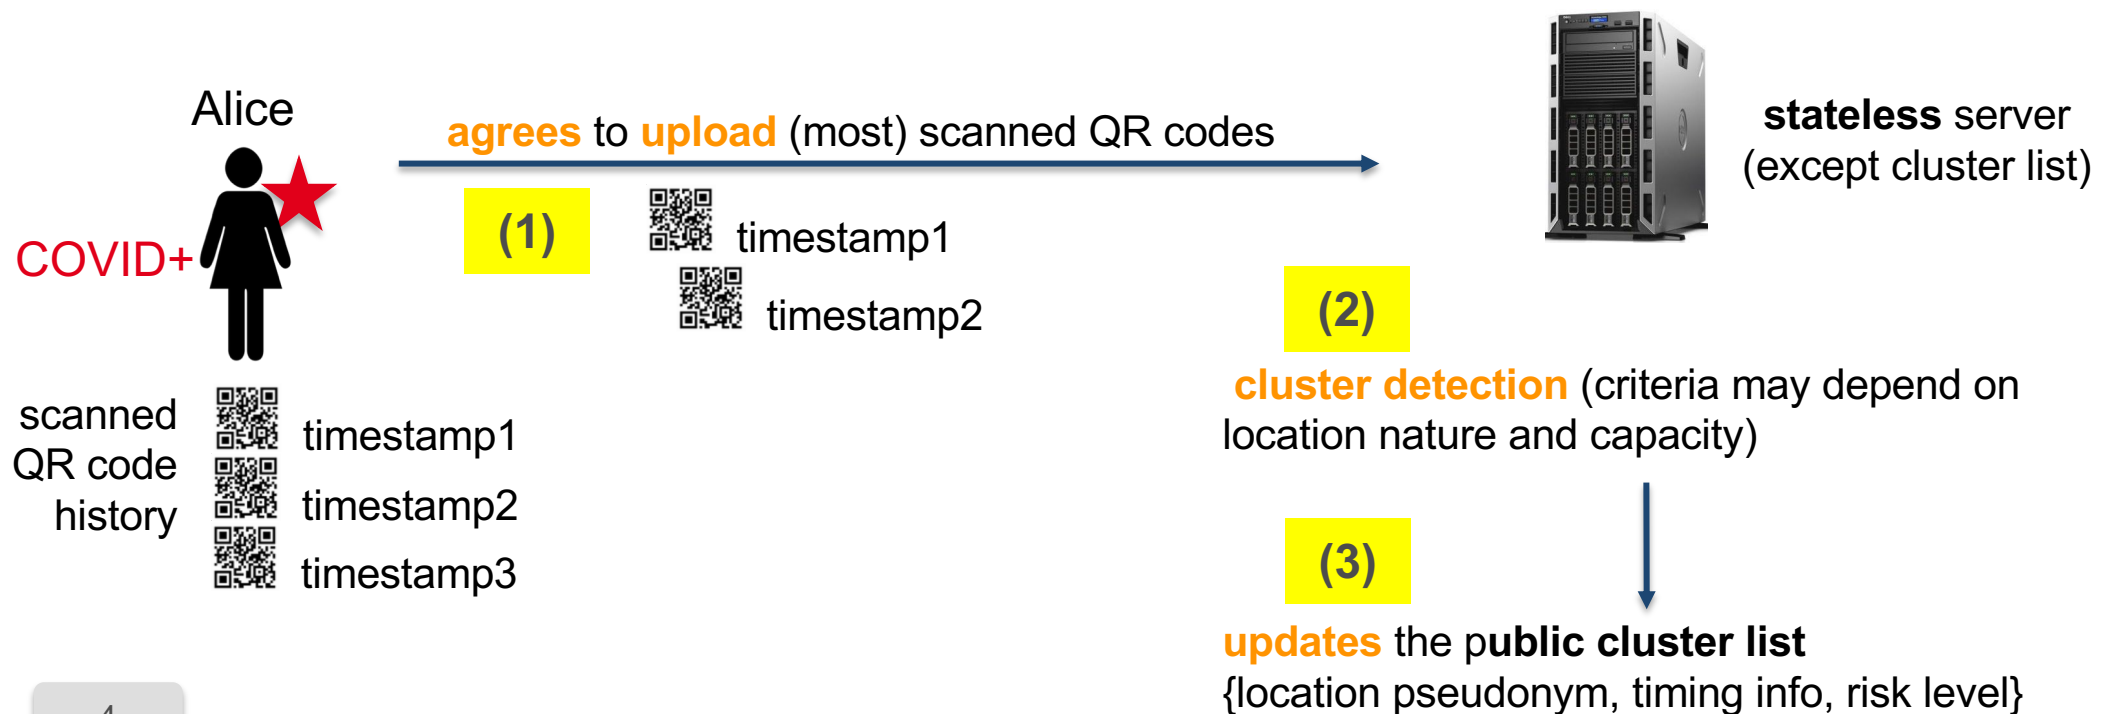 Alice
COVID+
agrees to upload (most) scanned QR codes
(1)
timestamp1
timestamp2
stateless server
(except cluster list)
(2)
cluster detection (criteria may depend on
location nature and capacity)
scanned
QR code
history
timestamp1
timestamp2
timestamp3
(3)
updates the public cluster list
{location pseudonym, timing info, risk level}
4